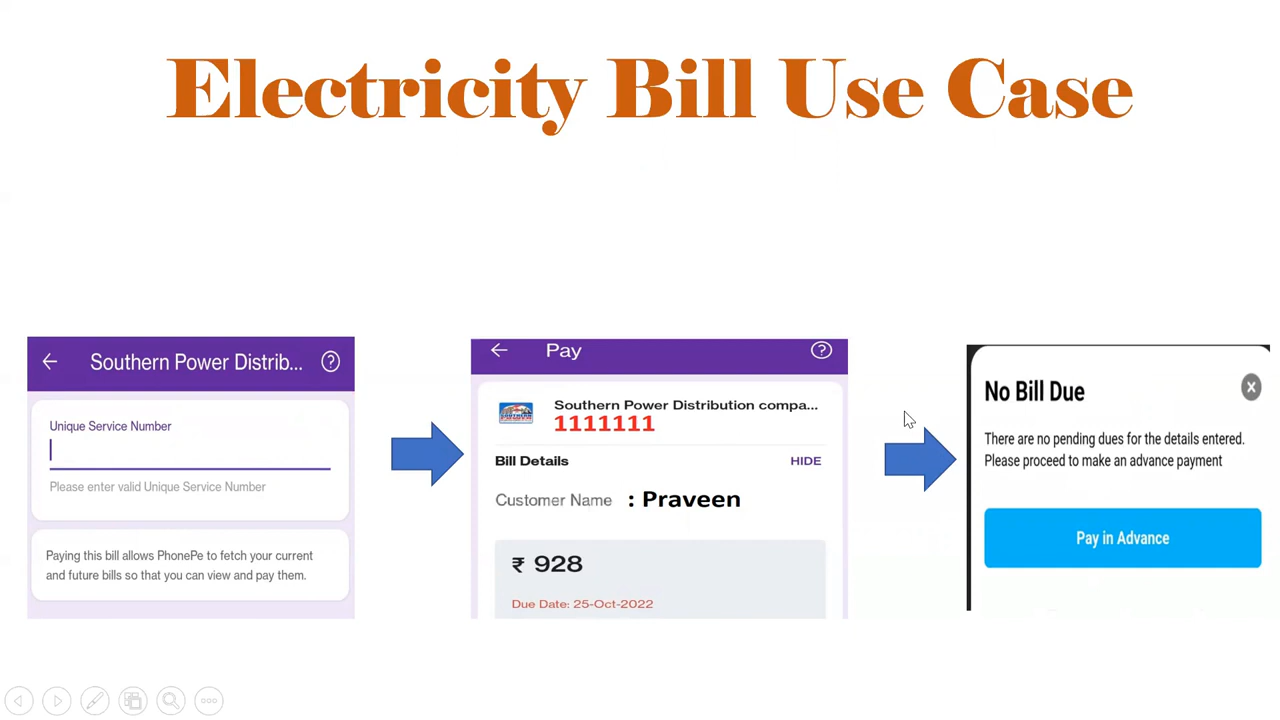 Electricity Bill Use Case
Southern Power Distrib...
Unique Service Number
Please enter valid Unique Service Number
Paying this bill allows PhonePe to fetch your current
and future bills so that you can view and pay them.
Pay
Southern Power Distribution compa...
1111111
Bill Details
HIDE
Customer Name : Praveen
₹ 928
Due Date: 25-Oct-2022
No Bill Due
There are no pending dues for the details entered.
Please proceed to make an advance payment
Pay in Advance